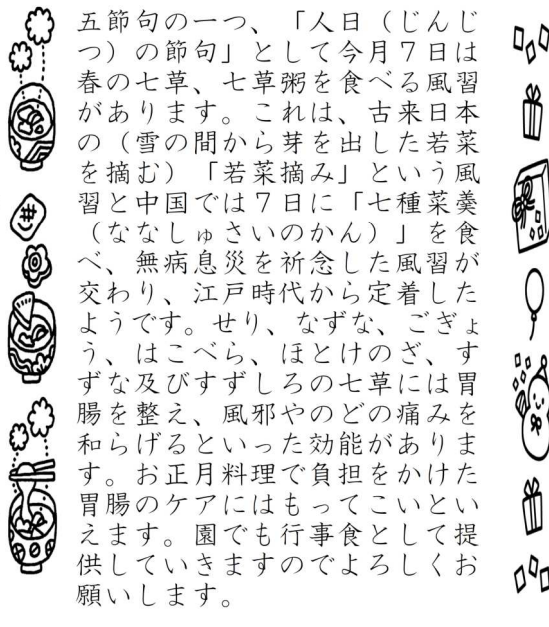 五節句の一つ、「人日(じんじ
つ)の節句」として今月7日は
春の七草、七草粥を食べる風習
があります。これは、古来日本
の(雪の間から芽を出した若菜
を摘む)「若菜摘み」という風
習と中国では7日に「七種菜羹
(ななしゅさいのかん)」を食
べ、無病息災を祈念した風習が
交わり、江戸時代から定着した
ようです。せり、なずな、ごぎょ
う、はこべら、ほとけのざ、す
ずな及びすずしろの七草には胃
腸を整え、風邪やのどの痛みを
和らげるといった効能がありま
す。お正月料理で負担をかけた
胃腸のケアにはもってこいとい
えます。園でも行事食として提
供していきますのでよろしくお
願いします。